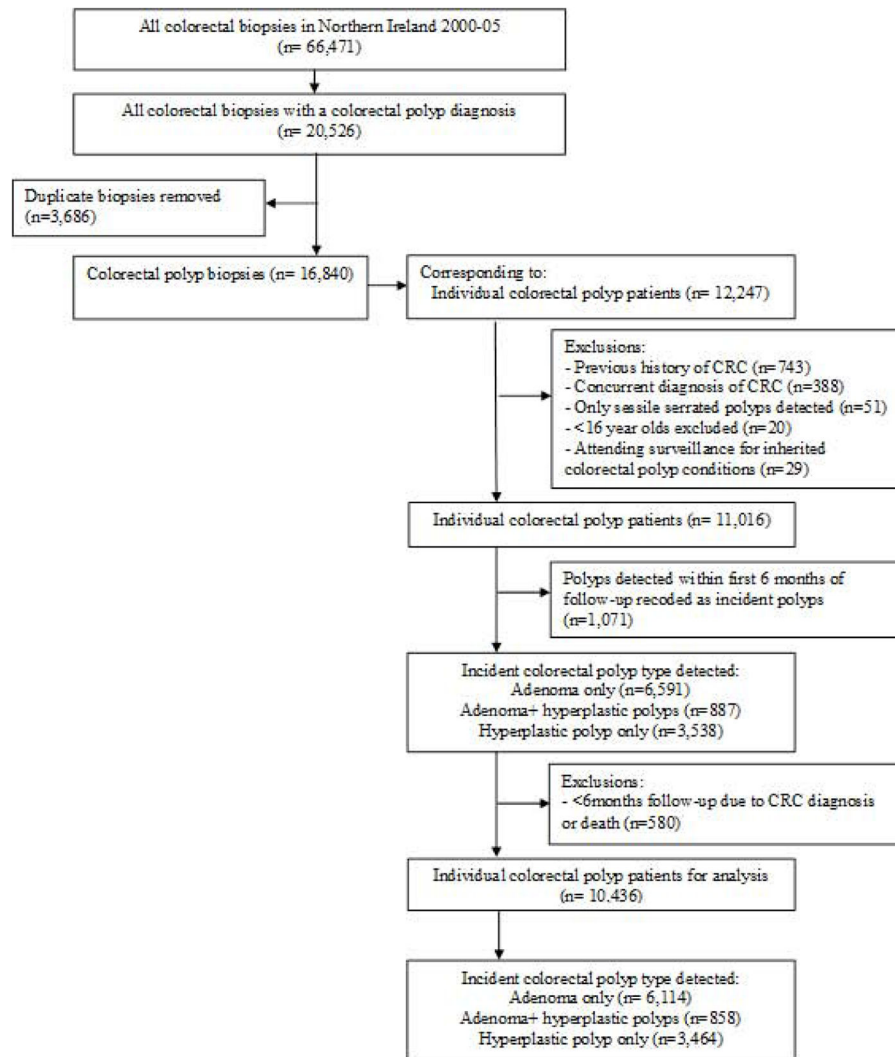 All colorectal biopsies in Northern Ireland 2000-05
(n= 66,471)
All colorectal biopsies with a colorectal polyp diagnosis
(n= 20,526)
Duplicate biopsies removed
(n=3,686)
Colorectal polyp biopsies (n= 16,840)
Corresponding to:
Individual colorectal polyp patients (n= 12,247)
Exclusions:
- Previous history of CRC (n=743)
- Concurrent diagnosis of CRC (n=388)
- Only sessile serrated polyps detected (n=51)
- <16 year olds excluded (n=20)
- Attending surveillance for inherited
colorectal polyp conditions (n=29)
Individual colorectal polyp patients (n= 11,016)
Polyps detected within first 6 months of
follow-up recoded as incident polyps
(n=1,071)
Incident colorectal polyp type detected:
Adenoma only (n=6,591)
Adenoma+ hyperplastic polyps (n=887)
Hyperplastic polyp only (n=3,538)
Exclusions:
- <6months follow-up due to CRC diagnosis
or death (n=580)
Individual colorectal polyp patients for analysis
(n= 10,436)
Incident colorectal polyp type detected:
Adenoma only (n= 6,114)
Adenoma+ hyperplastic polyps (n=858)
Hyperplastic polyp only (n=3,464)